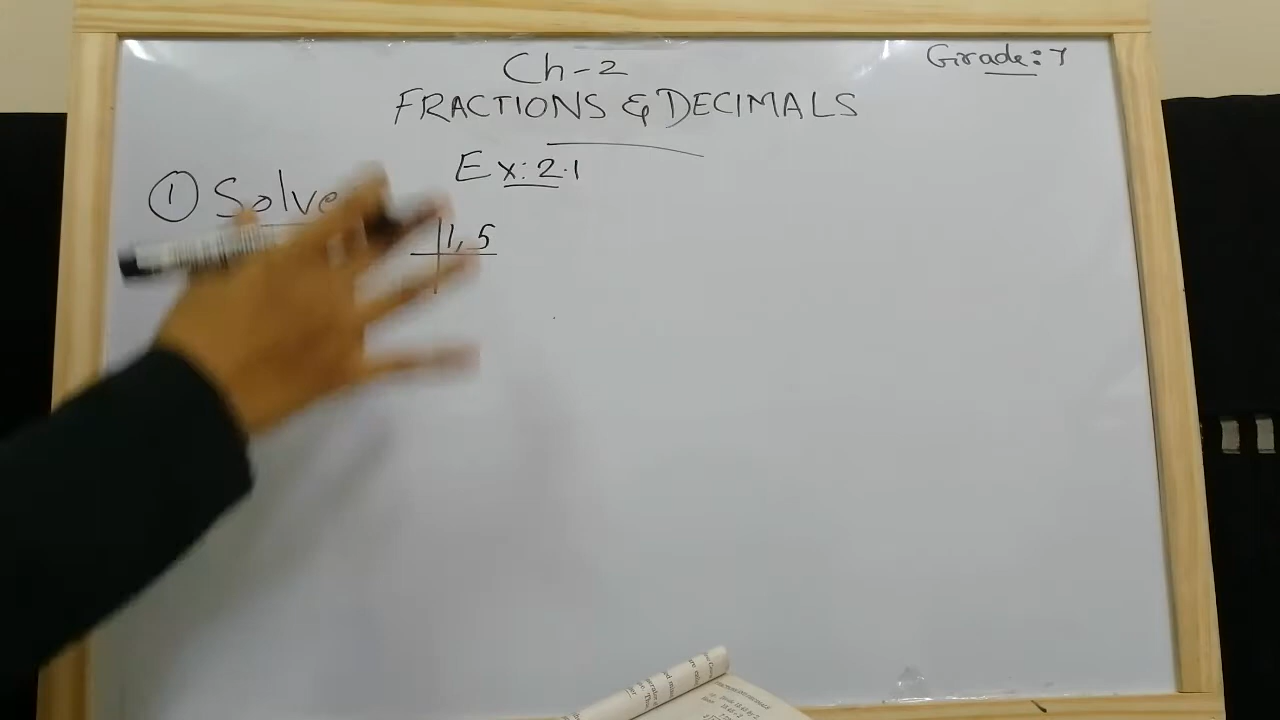 Grade: 7
Ch-2
FRACTIONS & DECIMALS
Ex: 2.1
① Solve
1, 5